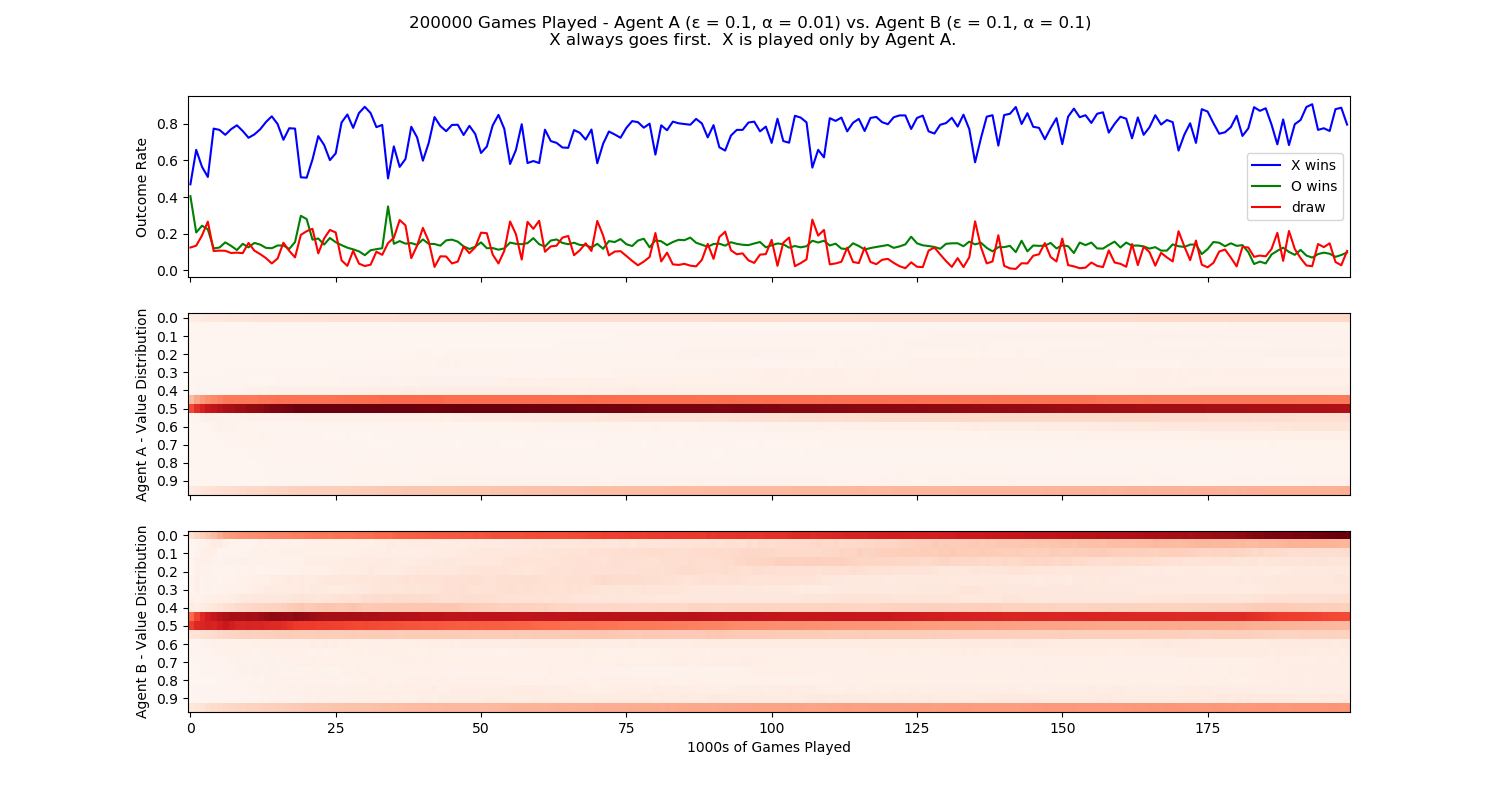 200000 Games Played - Agent A (ε = 0.1, α = 0.01) vs. Agent B (ε = 0.1, α = 0.1)
X always goes first.  X is played only by Agent A.
Outcome Rate
0.8
0.6
0.4
0.2
0.0
X wins
O wins
draw
Agent A - Value Distribution
0.0
0.1
0.2
0.3
0.4
0.5
0.6
0.7
0.8
0.9
Agent B - Value Distribution
0.0
0.1
0.2
0.3
0.4
0.5
0.6
0.7
0.8
0.9
0 25 50 75 100 125 150 175
1000s of Games Played